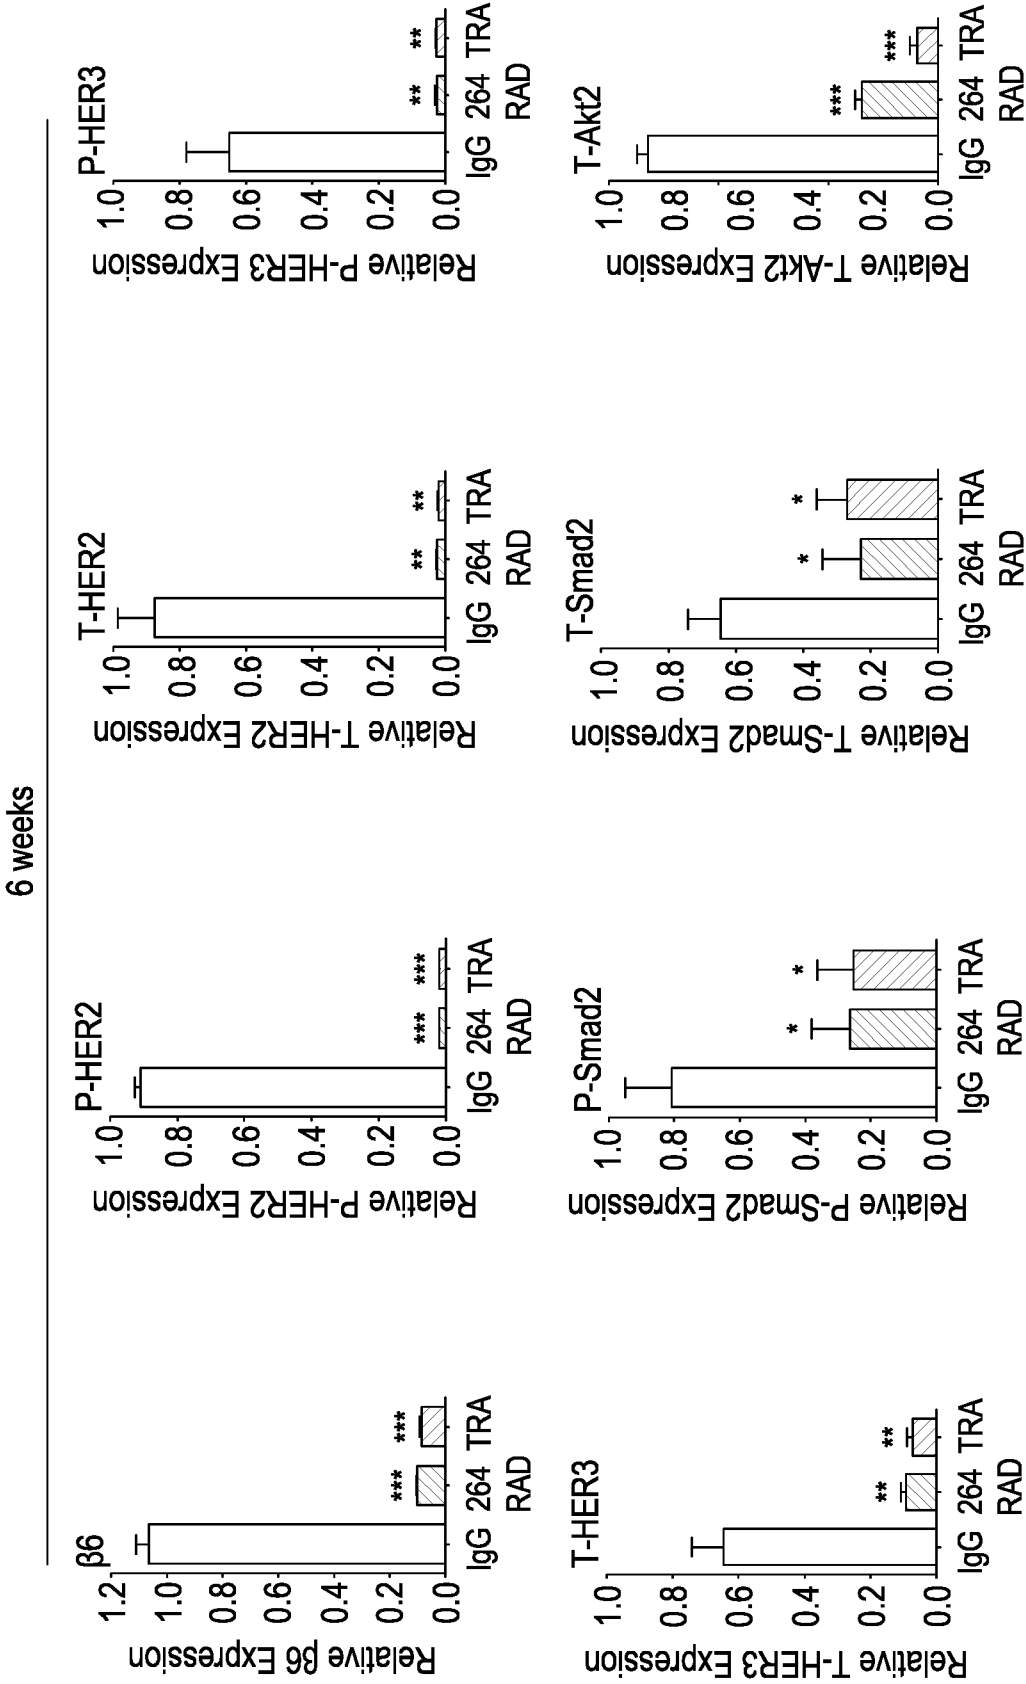 6 weeks
β6
Relative β6 Expression
1.2
1.0
0.8
0.6
0.4
0.2
0.0
***
***
IgG 264 TRA
RAD
P-HER2
Relative P-HER2 Expression
1.0
0.8
0.6
0.4
0.2
0.0
***
***
IgG 264 TRA
RAD
T-HER2
Relative T-HER2 Expression
1.0
0.8
0.6
0.4
0.2
0.0
**
**
IgG 264 TRA
RAD
P-HER3
Relative P-HER3 Expression
1.0
0.8
0.6
0.4
0.2
0.0
**
**
IgG 264 TRA
RAD
T-HER3
Relative T-HER3 Expression
1.0
0.8
0.6
0.4
0.2
0.0
**
**
IgG 264 TRA
RAD
P-Smad2
Relative P-Smad2 Expression
1.0
0.8
0.6
0.4
0.2
0.0
*
*
IgG 264 TRA
RAD
T-Smad2
Relative T-Smad2 Expression
1.0
0.8
0.6
0.4
0.2
0.0
*
*
IgG 264 TRA
RAD
T-Akt2
Relative T-Akt2 Expression
1.0
0.8
0.6
0.4
0.2
0.0
***
***
IgG 264 TRA
RAD